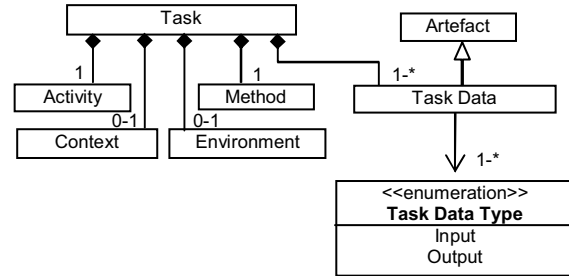 Task
Artefact
1
1
1-*
Activity
Method
Task Data
0-1
0-1
Context
Environment
1-*
<<enumeration>>
Task Data Type
Input
Output